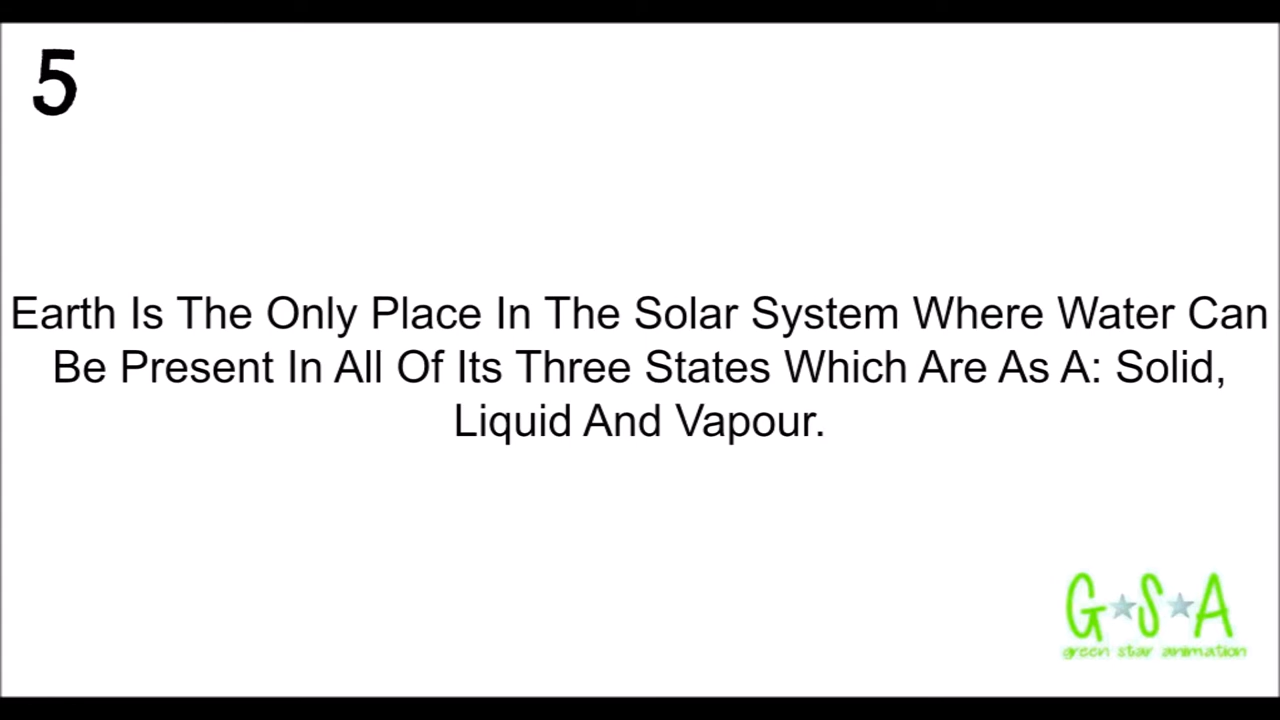 5
Earth Is The Only Place In The Solar System Where Water Can
Be Present In All Of Its Three States Which Are As A: Solid,
Liquid And Vapour.
G S A
green star animation